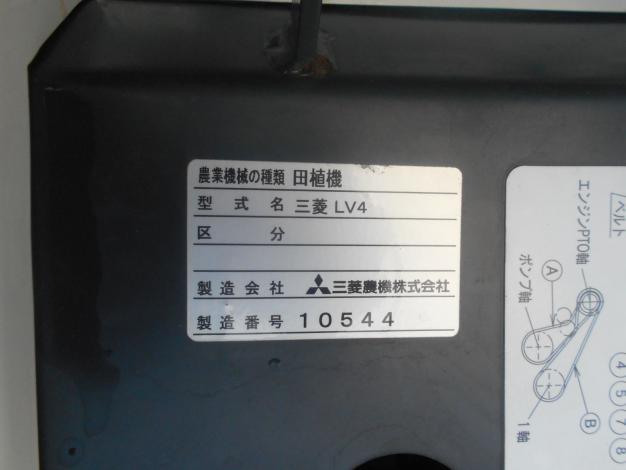 農業機械の種類 田植機
型式名 三菱 LV4
区分
製造会社 三菱農機株式会社
製造番号 10544
ベルト
エンジンPTO軸
ポンプ軸
A
B
1軸
4
5
7
8